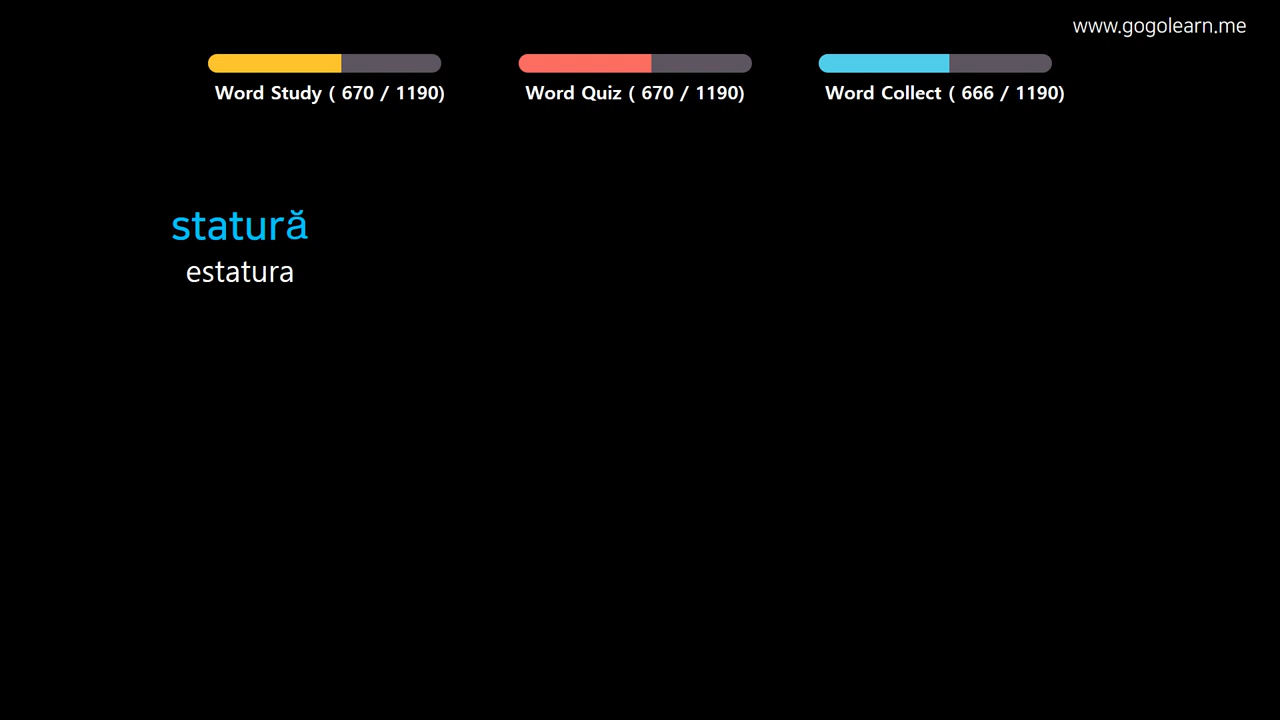 www.gogolearn.me
Word Study ( 670 / 1190)
Word Quiz ( 670 / 1190)
Word Collect ( 666 / 1190)
statură
estatura